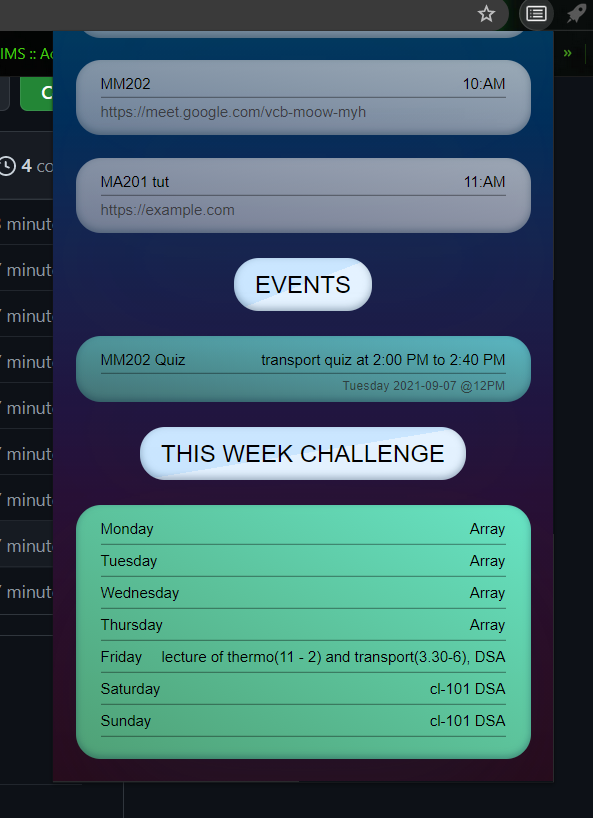 IMS :: Ac
»
C
4 co
minut
minut
minut
minut
minut
minut
minut
minut
minut
MM202 10:AM
https://meet.google.com/vcb-moow-myh
MA201 tut 11:AM
https://example.com
EVENTS
MM202 Quiz transport quiz at 2:00 PM to 2:40 PM
Tuesday 2021-09-07 @12PM
THIS WEEK CHALLENGE
Monday Array
Tuesday Array
Wednesday Array
Thursday Array
Friday lecture of thermo(11 - 2) and transport(3.30-6), DSA
Saturday cl-101 DSA
Sunday cl-101 DSA